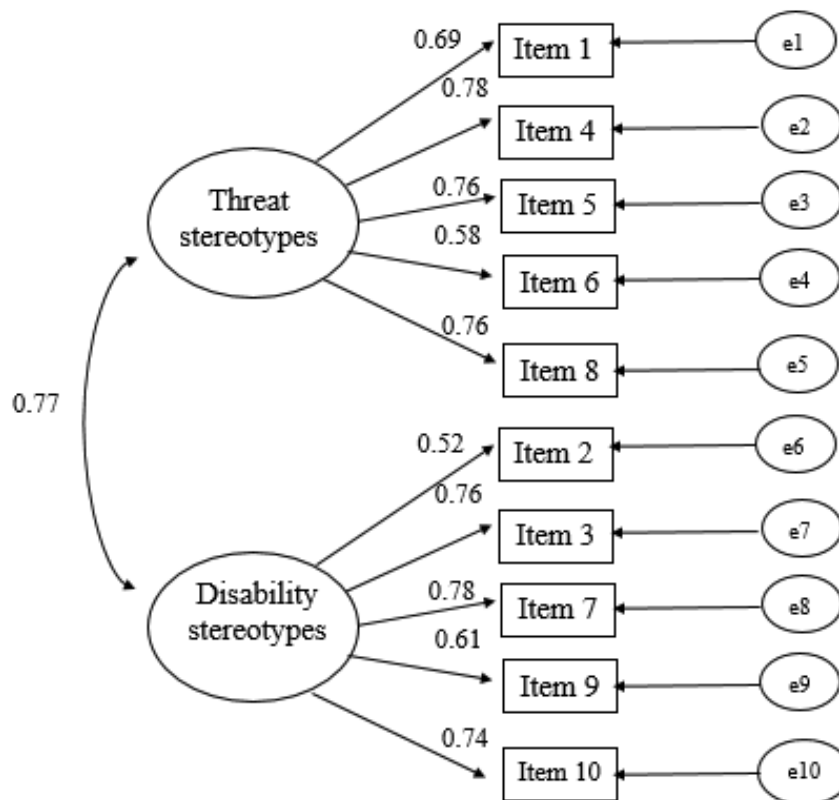 0.69
Item 1
e1
0.78
Item 4
e2
Threat
stereotypes
0.76
Item 5
e3
0.58
Item 6
e4
0.76
Item 8
e5
0.77
0.52
Item 2
e6
0.76
Item 3
e7
Disability
stereotypes
0.78
Item 7
e8
0.61
Item 9
e9
0.74
Item 10
e10